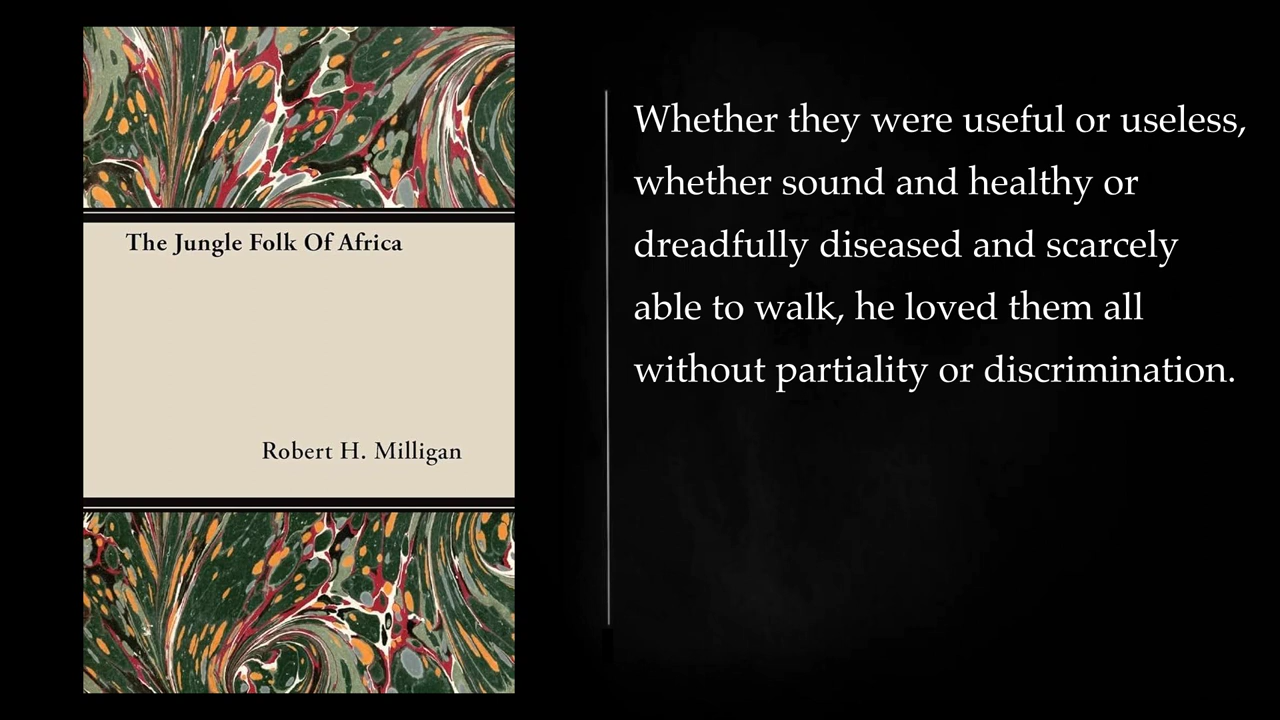 The Jungle Folk Of Africa
Robert H. Milligan
Whether they were useful or useless,
whether sound and healthy or
dreadfully diseased and scarcely
able to walk, he loved them all
without partiality or discrimination.